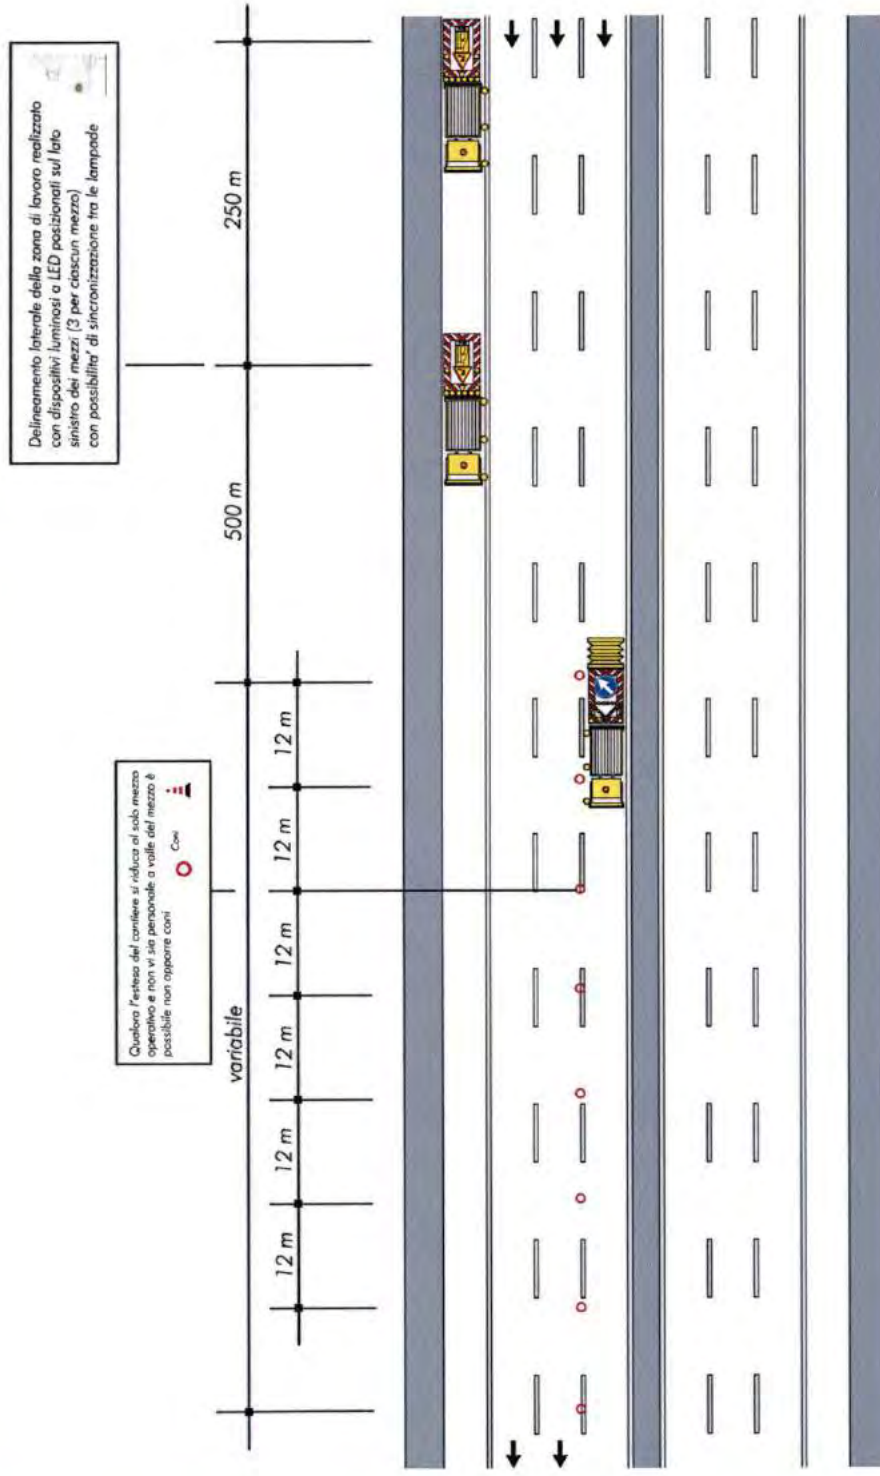 Delineamento laterale della zona di lavoro realizzato
con dispositivi luminosi a LED posizionati sul lato
sinistro dei mezzi (3 per ciascun mezzo)
con possibilita' di sincronizzazione tra le lampade
Qualora l'estesa del cantiere si riduca al solo mezzo
operativo e non vi sia personale a valle del mezzo è
possibile non apporre coni
Coni
variabile
500 m
250 m
12 m
12 m
12 m
12 m
12 m
12 m